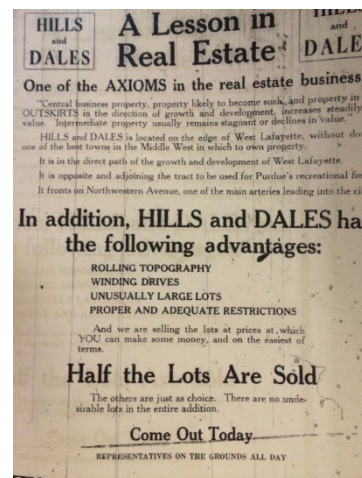 HILLS
and
DALES
A Lesson in
Real Estate
HILL
DALE
One of the AXIOMS in the real estate business
"Central business property, property likely to become such, and property in
OUTSKIRTS in the direction of growth and development, increases steadily
value. Intermediate property usually remains stagnant or declines in value."
HILLS and DALES is located on the edge of West Lafayette, without do
one of the best towns in the Middle West in which to own property.
It is in the direct path of the growth and development of West Lafayette.
It is opposite and adjoining the tract to be used for Purdue's recreational fie
It fronts on Northwestern Avenue, one of the main arteries leading into the ci
In addition, HILLS and DALES ha
the following advantages:
ROLLING TOPOGRAPHY
WINDING DRIVES
UNUSUALLY LARGE LOTS
PROPER AND ADEQUATE RESTRICTIONS
And we are selling the lots at prices at which
YOU can make some money, and on the easiest of
terms.
Half the Lots Are Sold
The others are just as choice. There are no unde-
sirable lots in the entire addition.
Come Out Today
REPRESENTATIVES ON THE GROUNDS ALL DAY